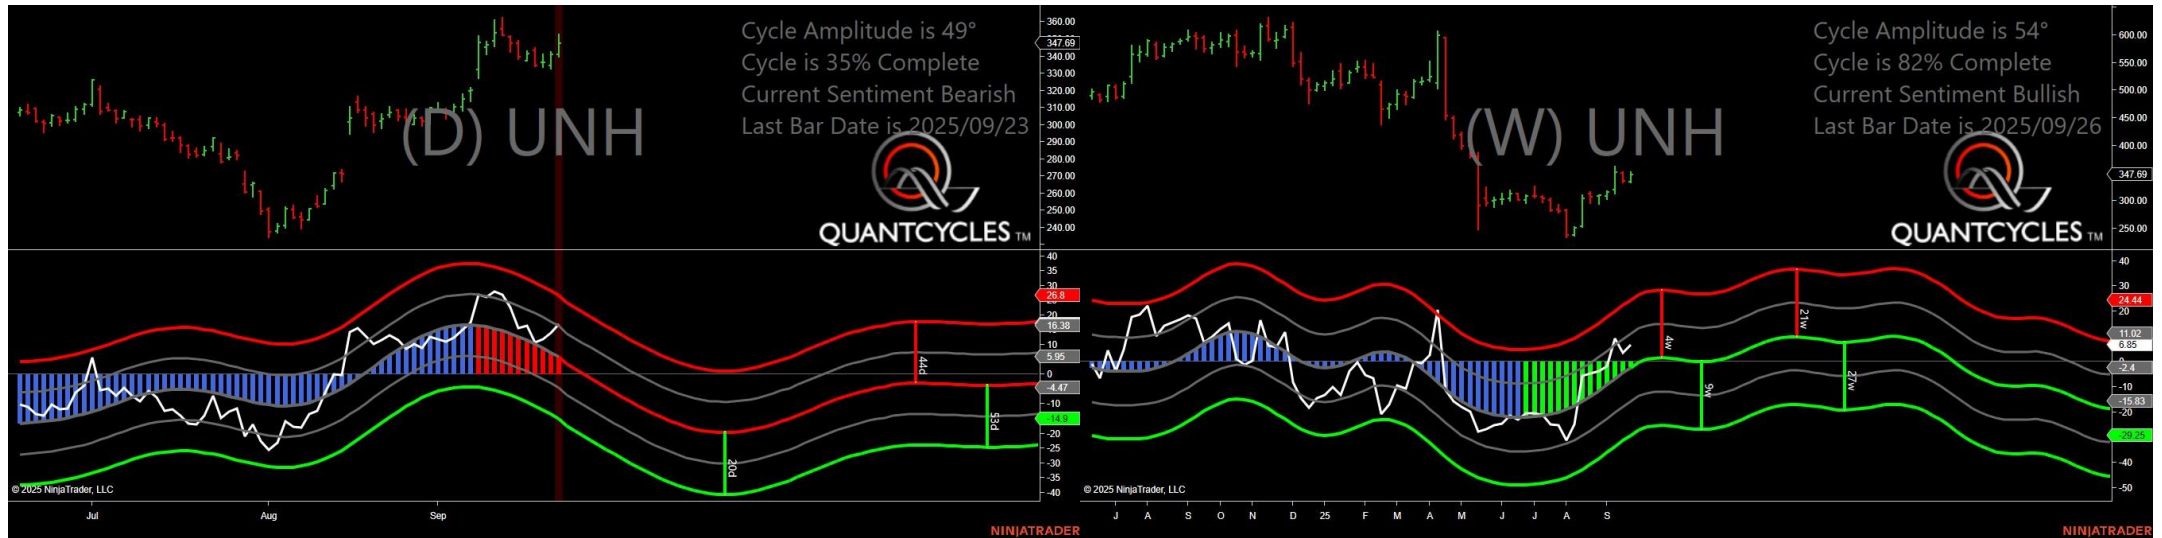 Cycle Amplitude is 49°
Cycle is 35% Complete
Current Sentiment Bearish
Last Bar Date is 2025/09/23
(D) UNH
QUANTCYCLES TM
360.00
347.69
340.00
330.00
320.00
310.00
300.00
290.00
280.00
270.00
260.00
250.00
240.00
40
35
30
26.8
20
16.38
10
5.95
0
-4.47
-10
-14.9
-20
-25
-30
-35
-40
44d
53d
20d
© 2025 NinjaTrader, LLC
Jul
Aug
Sep
NINJATRADER
Cycle Amplitude is 54°
Cycle is 82% Complete
Current Sentiment Bullish
Last Bar Date is 2025/09/26
(W) UNH
QUANTCYCLES TM
600.00
550.00
500.00
450.00
400.00
347.69
300.00
250.00
40
30
24.44
20
11.02
6.85
0
-2.4
-10
-15.83
-20
-29.25
-40
-50
4w
21w
9w
27w
© 2025 NinjaTrader, LLC
J A S O N D 25 F M A M J J A S
NINJATRADER